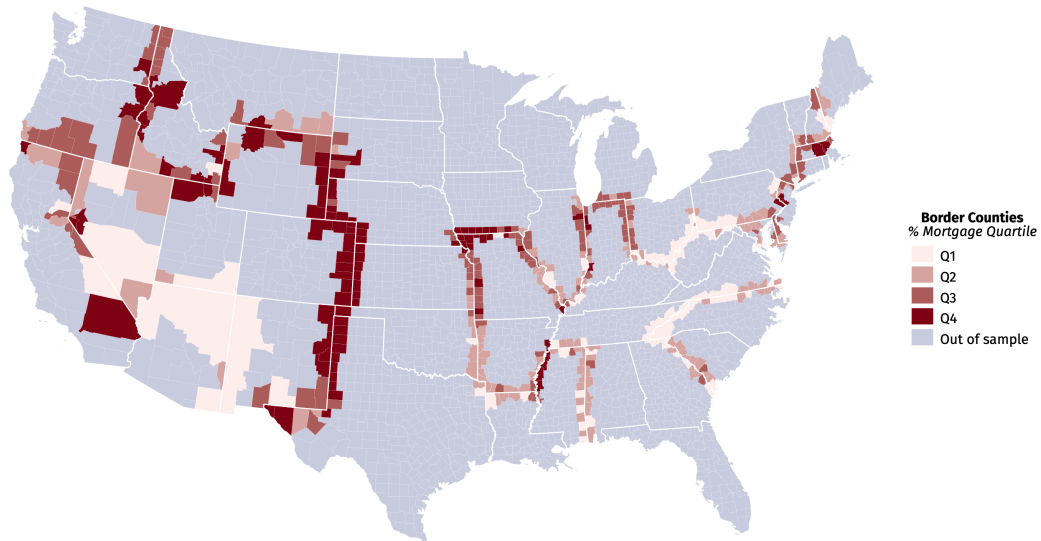 Border Counties
% Mortgage Quartile
Q1
Q2
Q3
Q4
Out of sample